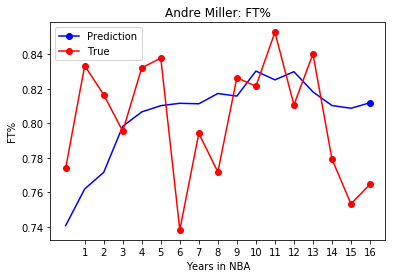 Andre Miller: FT%
Prediction
True
FT%
0.84
0.82
0.80
0.78
0.76
0.74
1 2 3 4 5 6 7 8 9 10 11 12 13 14 15 16
Years in NBA